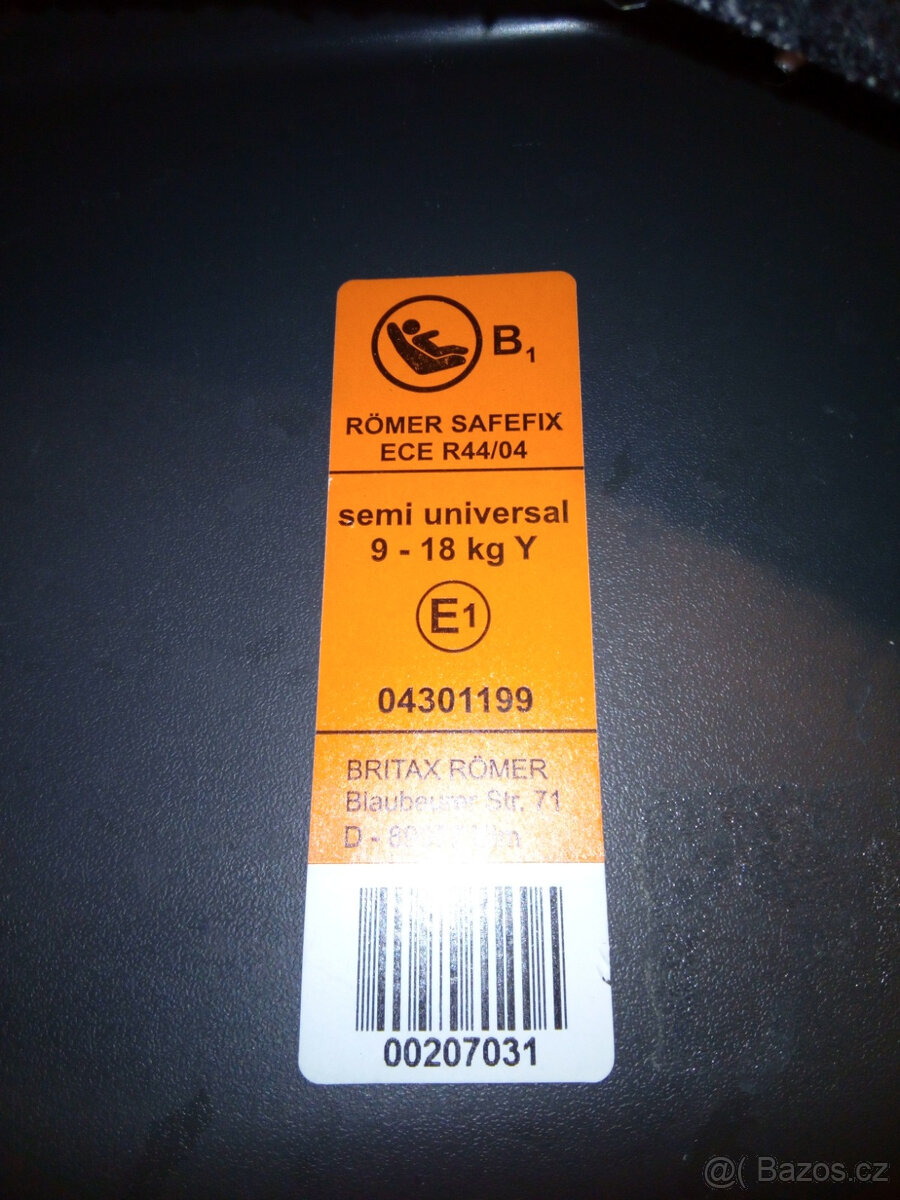 B1
RÖMER SAFEFIX
ECE R44/04
semi universal
9 - 18 kg Y
E1
04301199
BRITAX RÖMER
Str. 71
D -
00207031
@( Bazos.cz